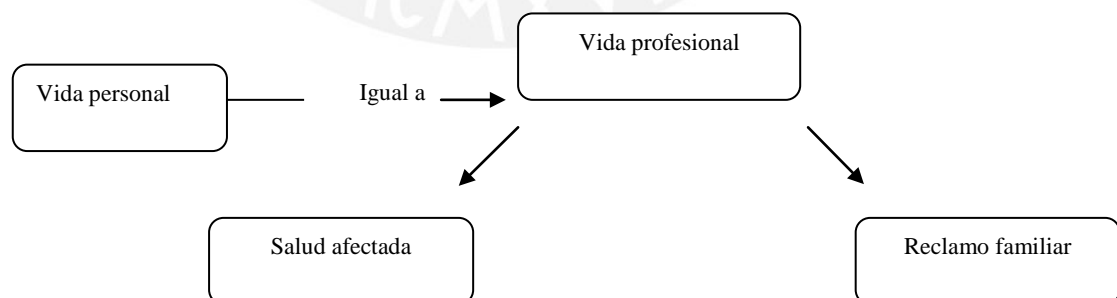 Vida profesional
Vida personal
Igual a
Salud afectada
Reclamo familiar